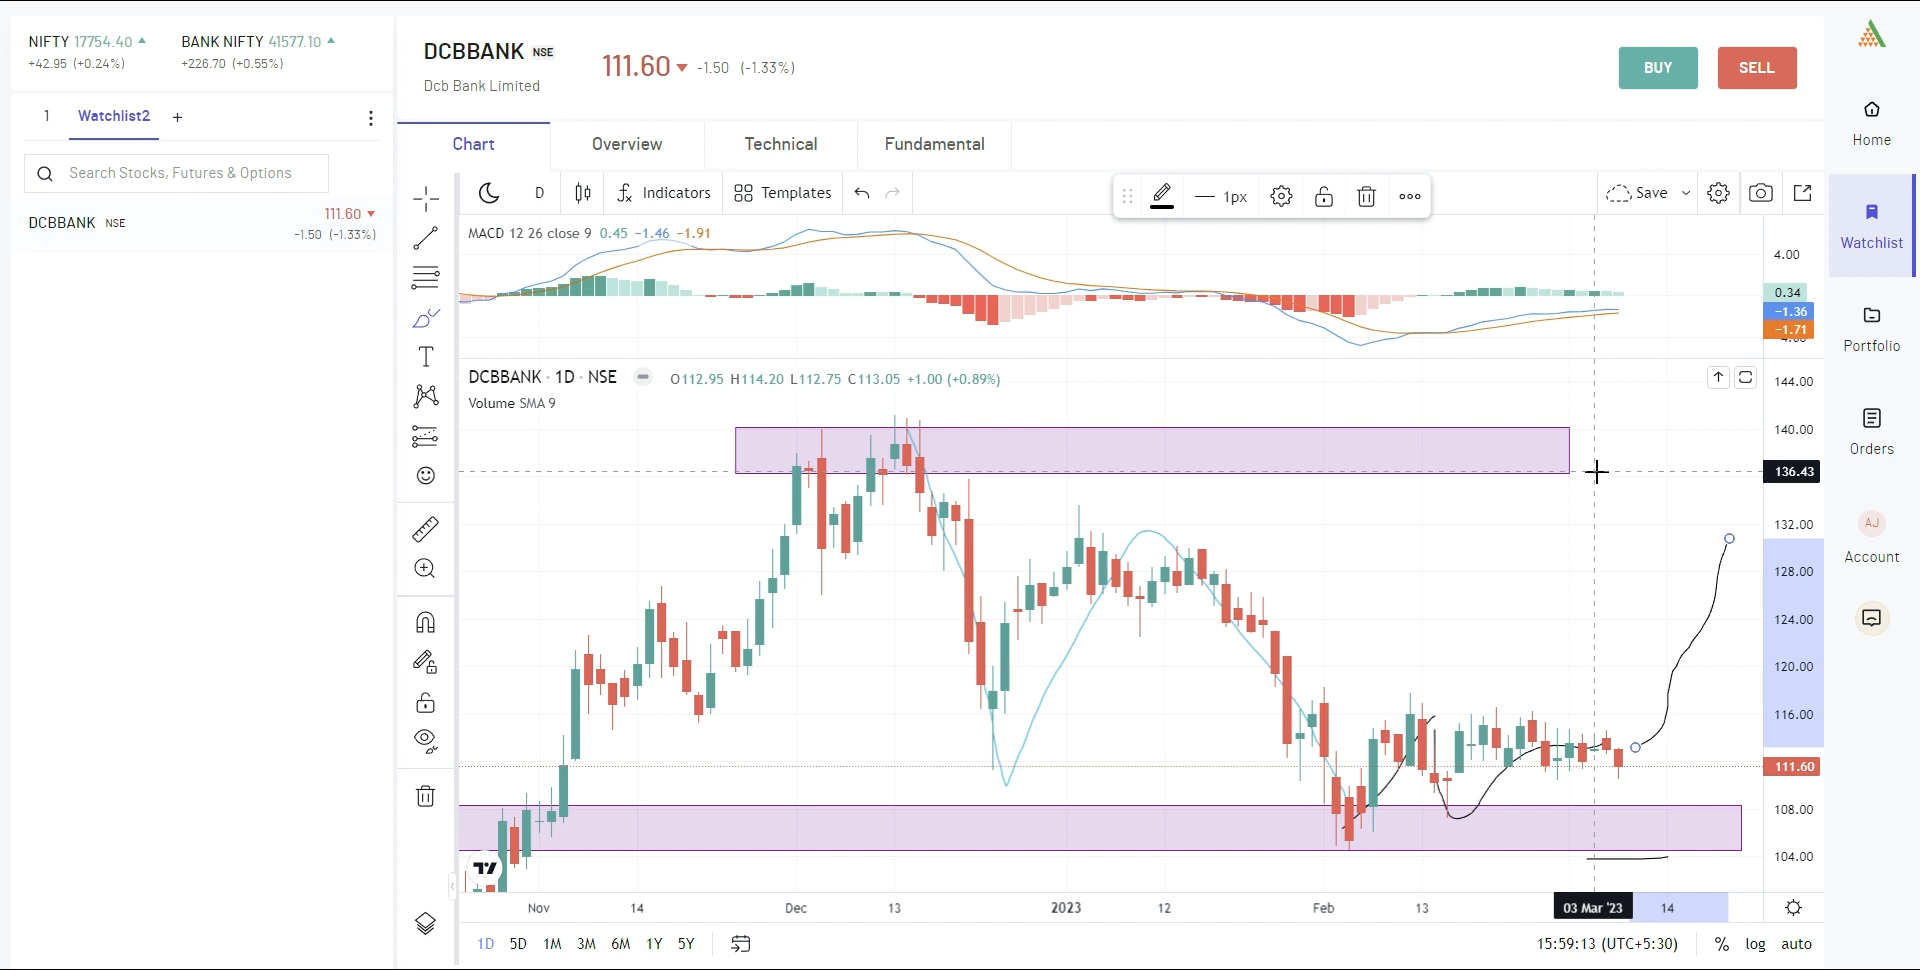 NIFTY 17754.40 BANK NIFTY 41577.10
+42.95 (+0.24%) +226.70 (+0.55%)
1 Watchlist2 +
Search Stocks, Futures & Options
DCBBANK NSE 111.60
-1.50 (-1.33%)
DCBBANK NSE
Dcb Bank Limited
111.60 -1.50 (-1.33%)
BUY SELL
Chart Overview Technical Fundamental
D Indicators Templates 1px Save
MACD 12 26 close 9 0.45 −1.46 −1.91
4.00
0.34
−1.36
−1.71
DCBBANK · 1D · NSE O112.95 H114.20 L112.75 C113.05 +1.00 (+0.89%)
Volume SMA 9
144.00
140.00
136.43
132.00
128.00
124.00
120.00
116.00
111.60
108.00
104.00
Nov 14 Dec 13 2023 12 Feb 13 03 Mar '23 14
1D 5D 1M 3M 6M 1Y 5Y 15:59:13 (UTC+5:30) % log auto
Home
Watchlist
Portfolio
Orders
AJ
Account